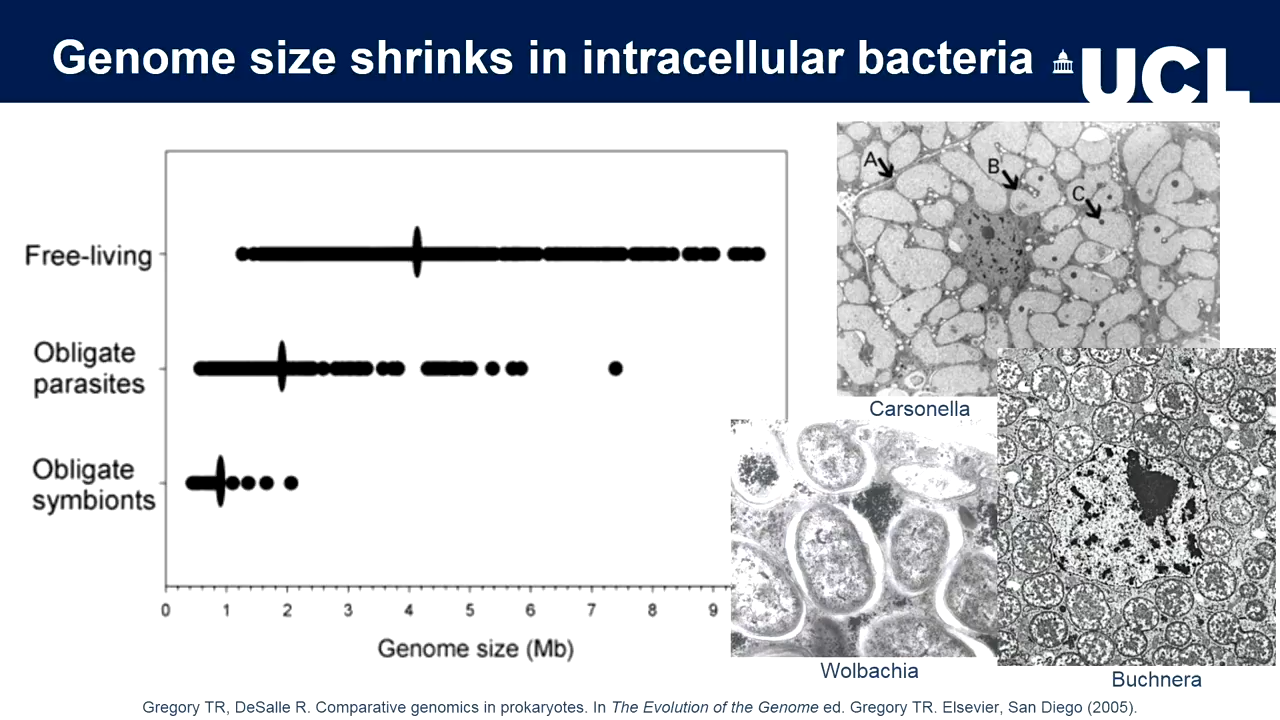 Genome size shrinks in intracellular bacteria
UCL
Free-living
Obligate
parasites
Obligate
symbionts
0 1 2 3 4 5 6 7 8 9
Genome size (Mb)
A
B
C
Carsonella
Wolbachia
Buchnera
Gregory TR, DeSalle R. Comparative genomics in prokaryotes. In The Evolution of the Genome ed. Gregory TR. Elsevier, San Diego (2005).